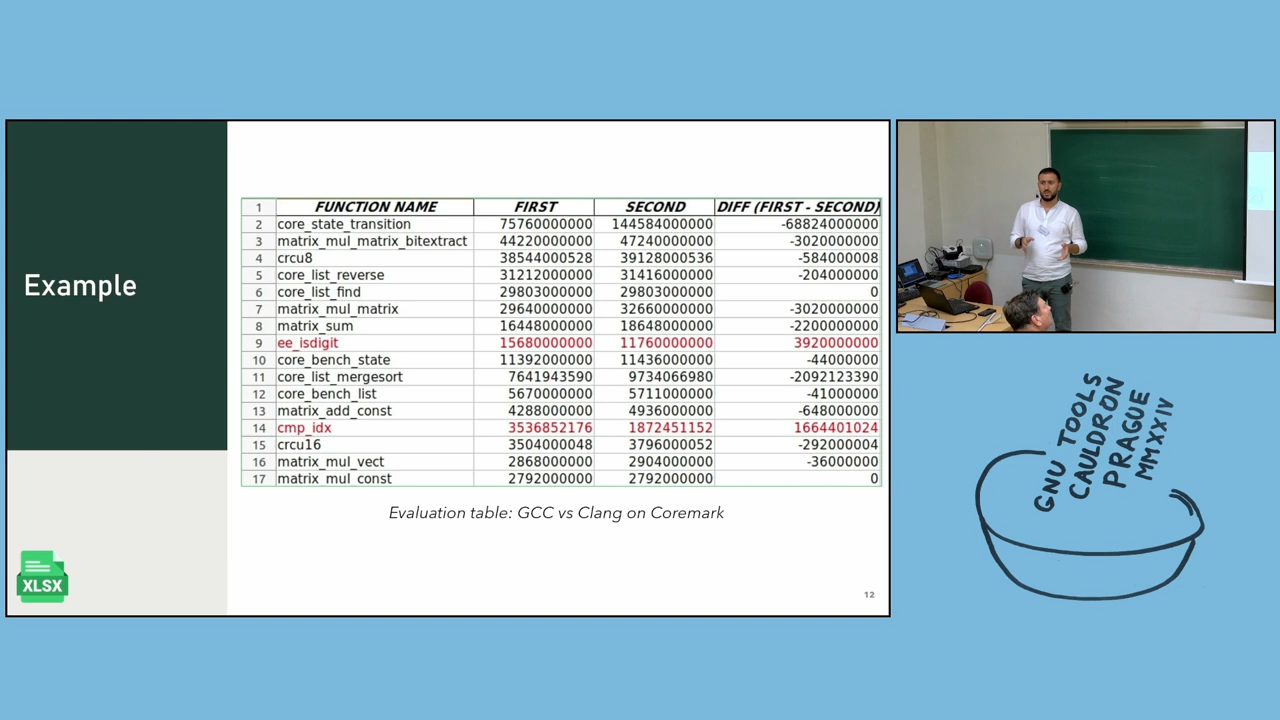 Example
1 FUNCTION NAME FIRST SECOND DIFF (FIRST - SECOND)
2 core_state_transition 75760000000 144584000000 -68824000000
3 matrix_mul_matrix_bitextract 44220000000 47240000000 -3020000000
4 crcu8 38544000528 39128000536 -584000008
5 core_list_reverse 31212000000 31416000000 -204000000
6 core_list_find 29803000000 29803000000 0
7 matrix_mul_matrix 29640000000 32660000000 -3020000000
8 matrix_sum 16448000000 18648000000 -2200000000
9 ee_isdigit 15680000000 11760000000 3920000000
10 core_bench_state 11392000000 11436000000 -44000000
11 core_list_mergesort 7641943590 9734066980 -2092123390
12 core_bench_list 5670000000 5711000000 -41000000
13 matrix_add_const 4288000000 4936000000 -648000000
14 cmp_idx 3536852176 1872451152 1664401024
15 crcu16 3504000048 3796000052 -292000004
16 matrix_mul_vect 2868000000 2904000000 -36000000
17 matrix_mul_const 2792000000 2792000000 0
Evaluation table: GCC vs Clang on Coremark
XLSX
12
GNU TOOLS
CAULDRON
PRAGUE
MMXXIV